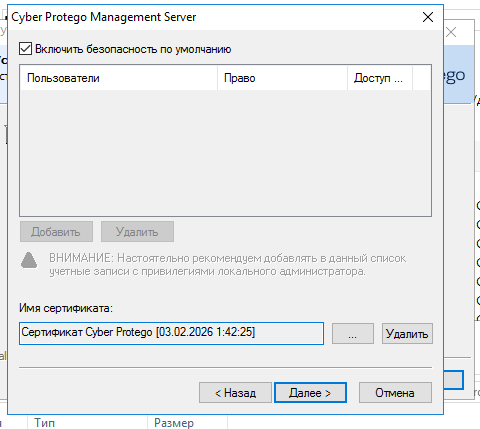 Cyber Protego Management Server
Включить безопасность по умолчанию
Пользователи Право Доступ ...
Добавить Удалить
ВНИМАНИЕ: Настоятельно рекомендуем добавлять в данный список
учетные записи с привилегиями локального администратора.
Имя сертификата:
Сертификат Cyber Protego [03.02.2026 1:42:25] ... Удалить
< Назад Далее > Отмена
Тип Размер